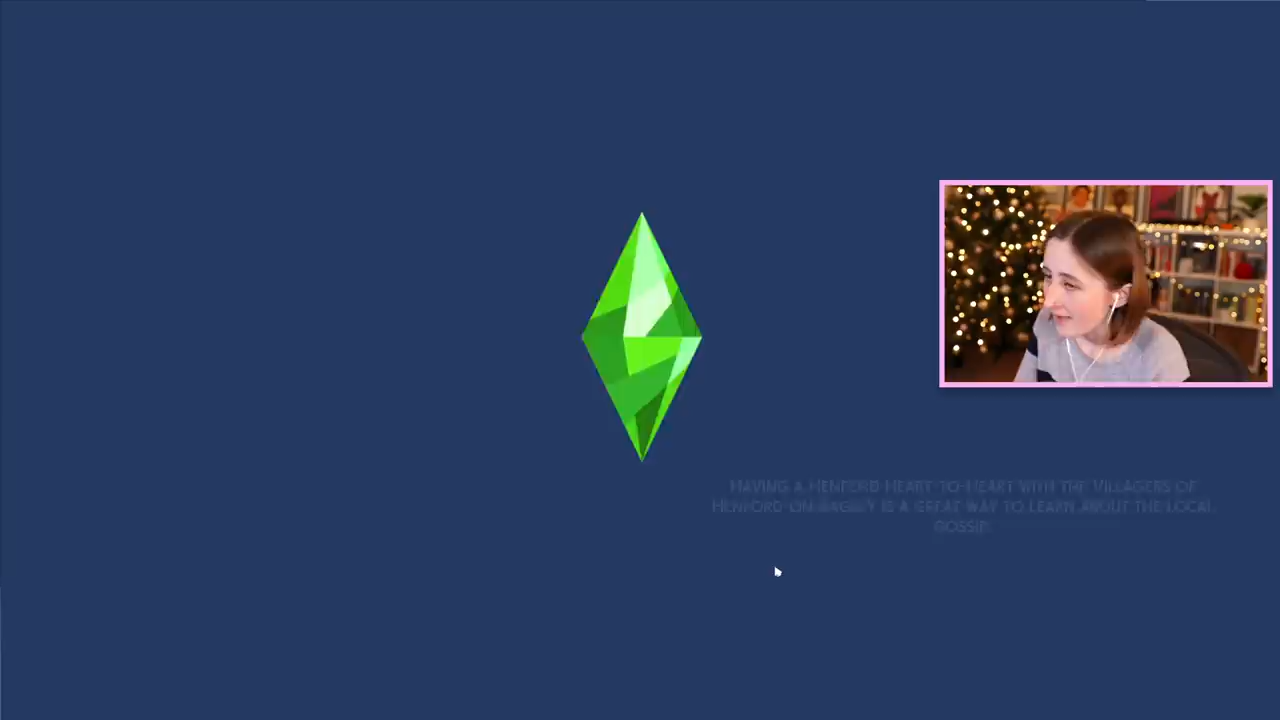 HAVING A HENFORD HEART-TO-HEART WITH THE VILLAGERS OF
HENFORD-ON-BAGLEY IS A GREAT WAY TO LEARN ABOUT THE LOCAL
GOSSIP.